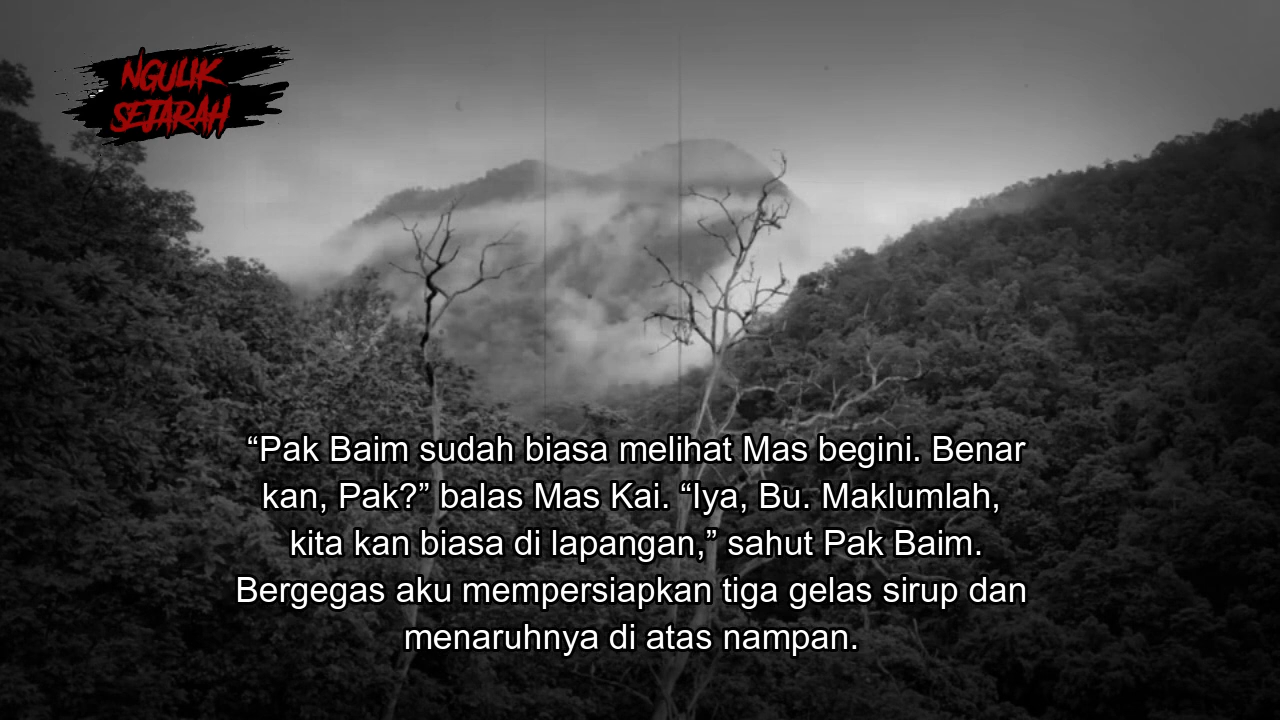 NGULIK
SEJARAH
“Pak Baim sudah biasa melihat Mas begini. Benar
kan, Pak?” balas Mas Kai. “Iya, Bu. Maklumlah,
kita kan biasa di lapangan,” sahut Pak Baim.
Bergegas aku mempersiapkan tiga gelas sirup dan
menaruhnya di atas nampan.